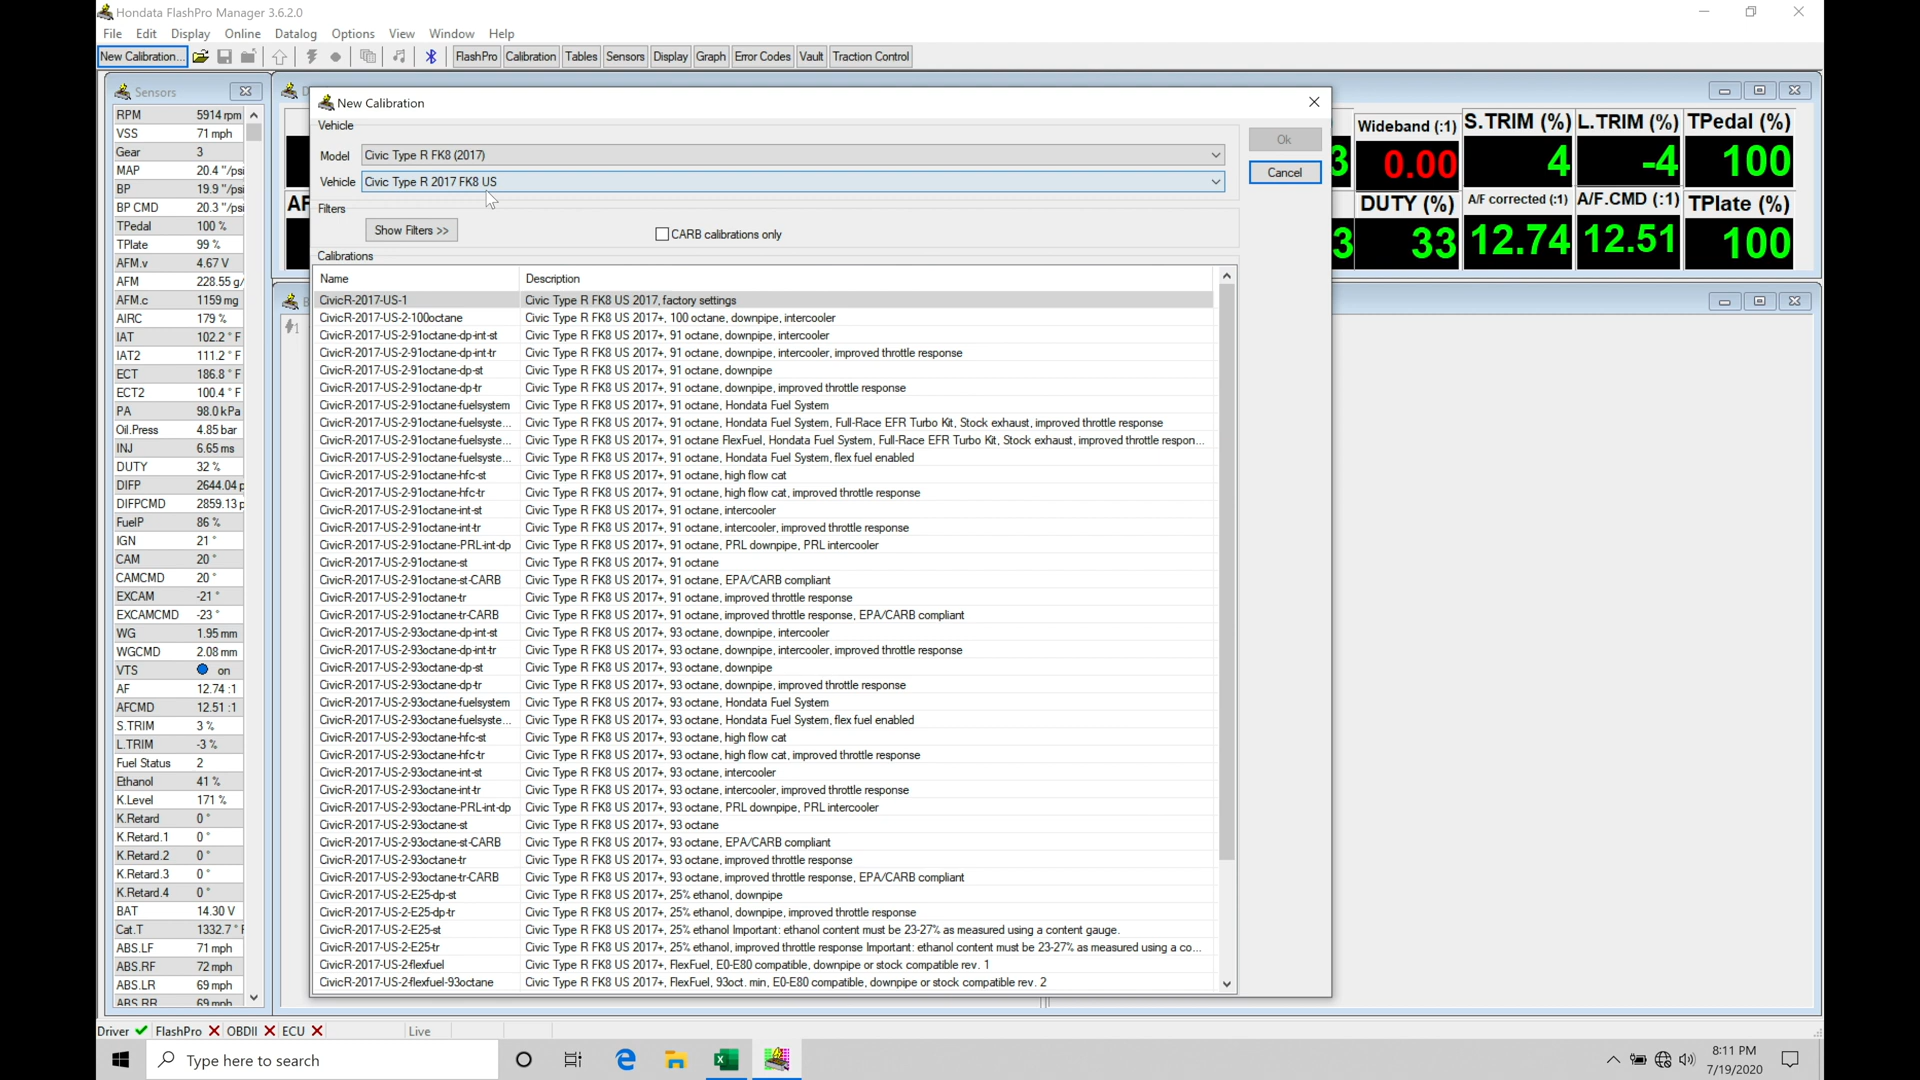 Hondata FlashPro Manager 3.6.2.0
File Edit Display Online Datalog Options View Window Help
New Calibration... FlashPro Calibration Tables Sensors Display Graph Error Codes Vault Traction Control
Sensors
RPM 5914 rpm
VSS 71 mph
Gear 3
MAP 20.4 "/psi
BP 19.9 "/psi
BP CMD 20.3 "/psi
TPedal 100 %
TPlate 99 %
AFM.v 4.67 V
AFM 228.55 g/
AFM.c 1159 mg
AIRC 179 %
IAT 102.2 ° F
IAT2 111.2 ° F
ECT 186.8 ° F
ECT2 100.4 ° F
PA 98.0 kPa
Oil.Press 4.85 bar
INJ 6.65 ms
DUTY 32 %
DIFP 2644.04 p
DIFPCMD 2859.13 p
FuelP 86 %
IGN 21 °
CAM 20 °
CAMCMD 20 °
EXCAM -21 °
EXCAMCMD -23 °
WG 1.95 mm
WGCMD 2.08 mm
VTS on
AF 12.74 :1
AFCMD 12.51 :1
S.TRIM 3 %
L.TRIM -3 %
Fuel Status 2
Ethanol 41 %
K.Level 171 %
K.Retard 0 °
K.Retard.1 0 °
K.Retard.2 0 °
K.Retard.3 0 °
K.Retard.4 0 °
BAT 14.30 V
Cat.T 1332.7 ° F
ABS.LF 71 mph
ABS.RF 72 mph
ABS.LR 69 mph
ABS.RR 69 mph
New Calibration
Vehicle
Model Civic Type R FK8 (2017)
Vehicle Civic Type R 2017 FK8 US
Ok
Cancel
Filters
Show Filters >> CARB calibrations only
Calibrations
Name Description
CivicR-2017-US-1 Civic Type R FK8 US 2017, factory settings
CivicR-2017-US-2-100octane Civic Type R FK8 US 2017+, 100 octane, downpipe, intercooler
CivicR-2017-US-2-91octane-dp-int-st Civic Type R FK8 US 2017+, 91 octane, downpipe, intercooler
CivicR-2017-US-2-91octane-dp-int-tr Civic Type R FK8 US 2017+, 91 octane, downpipe, intercooler, improved throttle response
CivicR-2017-US-2-91octane-dp-st Civic Type R FK8 US 2017+, 91 octane, downpipe
CivicR-2017-US-2-91octane-dp-tr Civic Type R FK8 US 2017+, 91 octane, downpipe, improved throttle response
CivicR-2017-US-2-91octane-fuelsystem Civic Type R FK8 US 2017+, 91 octane, Hondata Fuel System
CivicR-2017-US-2-91octane-fuelsyste... Civic Type R FK8 US 2017+, 91 octane, Hondata Fuel System, Full-Race EFR Turbo Kit, Stock exhaust, improved throttle response
CivicR-2017-US-2-91octane-fuelsyste... Civic Type R FK8 US 2017+, 91 octane FlexFuel, Hondata Fuel System, Full-Race EFR Turbo Kit, Stock exhaust, improved throttle respon...
CivicR-2017-US-2-91octane-fuelsyste... Civic Type R FK8 US 2017+, 91 octane, Hondata Fuel System, flex fuel enabled
CivicR-2017-US-2-91octane-hfc-st Civic Type R FK8 US 2017+, 91 octane, high flow cat
CivicR-2017-US-2-91octane-hfc-tr Civic Type R FK8 US 2017+, 91 octane, high flow cat, improved throttle response
CivicR-2017-US-2-91octane-int-st Civic Type R FK8 US 2017+, 91 octane, intercooler
CivicR-2017-US-2-91octane-int-tr Civic Type R FK8 US 2017+, 91 octane, intercooler, improved throttle response
CivicR-2017-US-2-91octane-PRL-int-dp Civic Type R FK8 US 2017+, 91 octane, PRL downpipe, PRL intercooler
CivicR-2017-US-2-91octane-st Civic Type R FK8 US 2017+, 91 octane
CivicR-2017-US-2-91octane-st-CARB Civic Type R FK8 US 2017+, 91 octane, EPA/CARB compliant
CivicR-2017-US-2-91octane-tr Civic Type R FK8 US 2017+, 91 octane, improved throttle response
CivicR-2017-US-2-91octane-tr-CARB Civic Type R FK8 US 2017+, 91 octane, improved throttle response, EPA/CARB compliant
CivicR-2017-US-2-93octane-dp-int-st Civic Type R FK8 US 2017+, 93 octane, downpipe, intercooler
CivicR-2017-US-2-93octane-dp-int-tr Civic Type R FK8 US 2017+, 93 octane, downpipe, intercooler, improved throttle response
CivicR-2017-US-2-93octane-dp-st Civic Type R FK8 US 2017+, 93 octane, downpipe
CivicR-2017-US-2-93octane-dp-tr Civic Type R FK8 US 2017+, 93 octane, downpipe, improved throttle response
CivicR-2017-US-2-93octane-fuelsystem Civic Type R FK8 US 2017+, 93 octane, Hondata Fuel System
CivicR-2017-US-2-93octane-fuelsyste... Civic Type R FK8 US 2017+, 93 octane, Hondata Fuel System, flex fuel enabled
CivicR-2017-US-2-93octane-hfc-st Civic Type R FK8 US 2017+, 93 octane, high flow cat
CivicR-2017-US-2-93octane-hfc-tr Civic Type R FK8 US 2017+, 93 octane, high flow cat, improved throttle response
CivicR-2017-US-2-93octane-int-st Civic Type R FK8 US 2017+, 93 octane, intercooler
CivicR-2017-US-2-93octane-int-tr Civic Type R FK8 US 2017+, 93 octane, intercooler, improved throttle response
CivicR-2017-US-2-93octane-PRL-int-dp Civic Type R FK8 US 2017+, 93 octane, PRL downpipe, PRL intercooler
CivicR-2017-US-2-93octane-st Civic Type R FK8 US 2017+, 93 octane
CivicR-2017-US-2-93octane-st-CARB Civic Type R FK8 US 2017+, 93 octane, EPA/CARB compliant
CivicR-2017-US-2-93octane-tr Civic Type R FK8 US 2017+, 93 octane, improved throttle response
CivicR-2017-US-2-93octane-tr-CARB Civic Type R FK8 US 2017+, 93 octane, improved throttle response, EPA/CARB compliant
CivicR-2017-US-2-E25-dp-st Civic Type R FK8 US 2017+, 25% ethanol, downpipe
CivicR-2017-US-2-E25-dp-tr Civic Type R FK8 US 2017+, 25% ethanol, downpipe, improved throttle response
CivicR-2017-US-2-E25-st Civic Type R FK8 US 2017+, 25% ethanol Important: ethanol content must be 23-27% as measured using a content gauge.
CivicR-2017-US-2-E25-tr Civic Type R FK8 US 2017+, 25% ethanol, improved throttle response Important: ethanol content must be 23-27% as measured using a co...
CivicR-2017-US-2-flexfuel Civic Type R FK8 US 2017+, FlexFuel, E0-E80 compatible, downpipe or stock compatible rev. 1
CivicR-2017-US-2-flexfuel-93octane Civic Type R FK8 US 2017+, FlexFuel, 93oct. min, E0-E80 compatible, downpipe or stock compatible rev. 2
Wideband (:1) S.TRIM (%) L.TRIM (%) TPedal (%)
3 0.00 4 -4 100
AF DUTY (%) A/F corrected (:1) A/F.CMD (:1) TPlate (%)
3 33 12.74 12.51 100
Driver FlashPro OBDII ECU Live
Type here to search
8:11 PM
7/19/2020